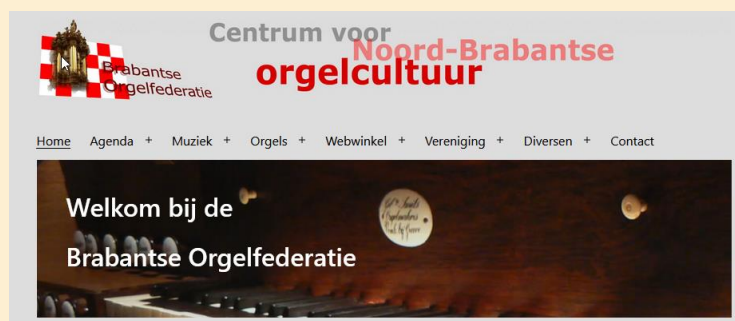 Centrum voor
Noord-Brabantse
orgelcultuur
Brabantse
Orgelfederatie
Home Agenda + Muziek + Orgels + Webwinkel + Vereniging + Diversen + Contact
Welkom bij de
Brabantse Orgelfederatie